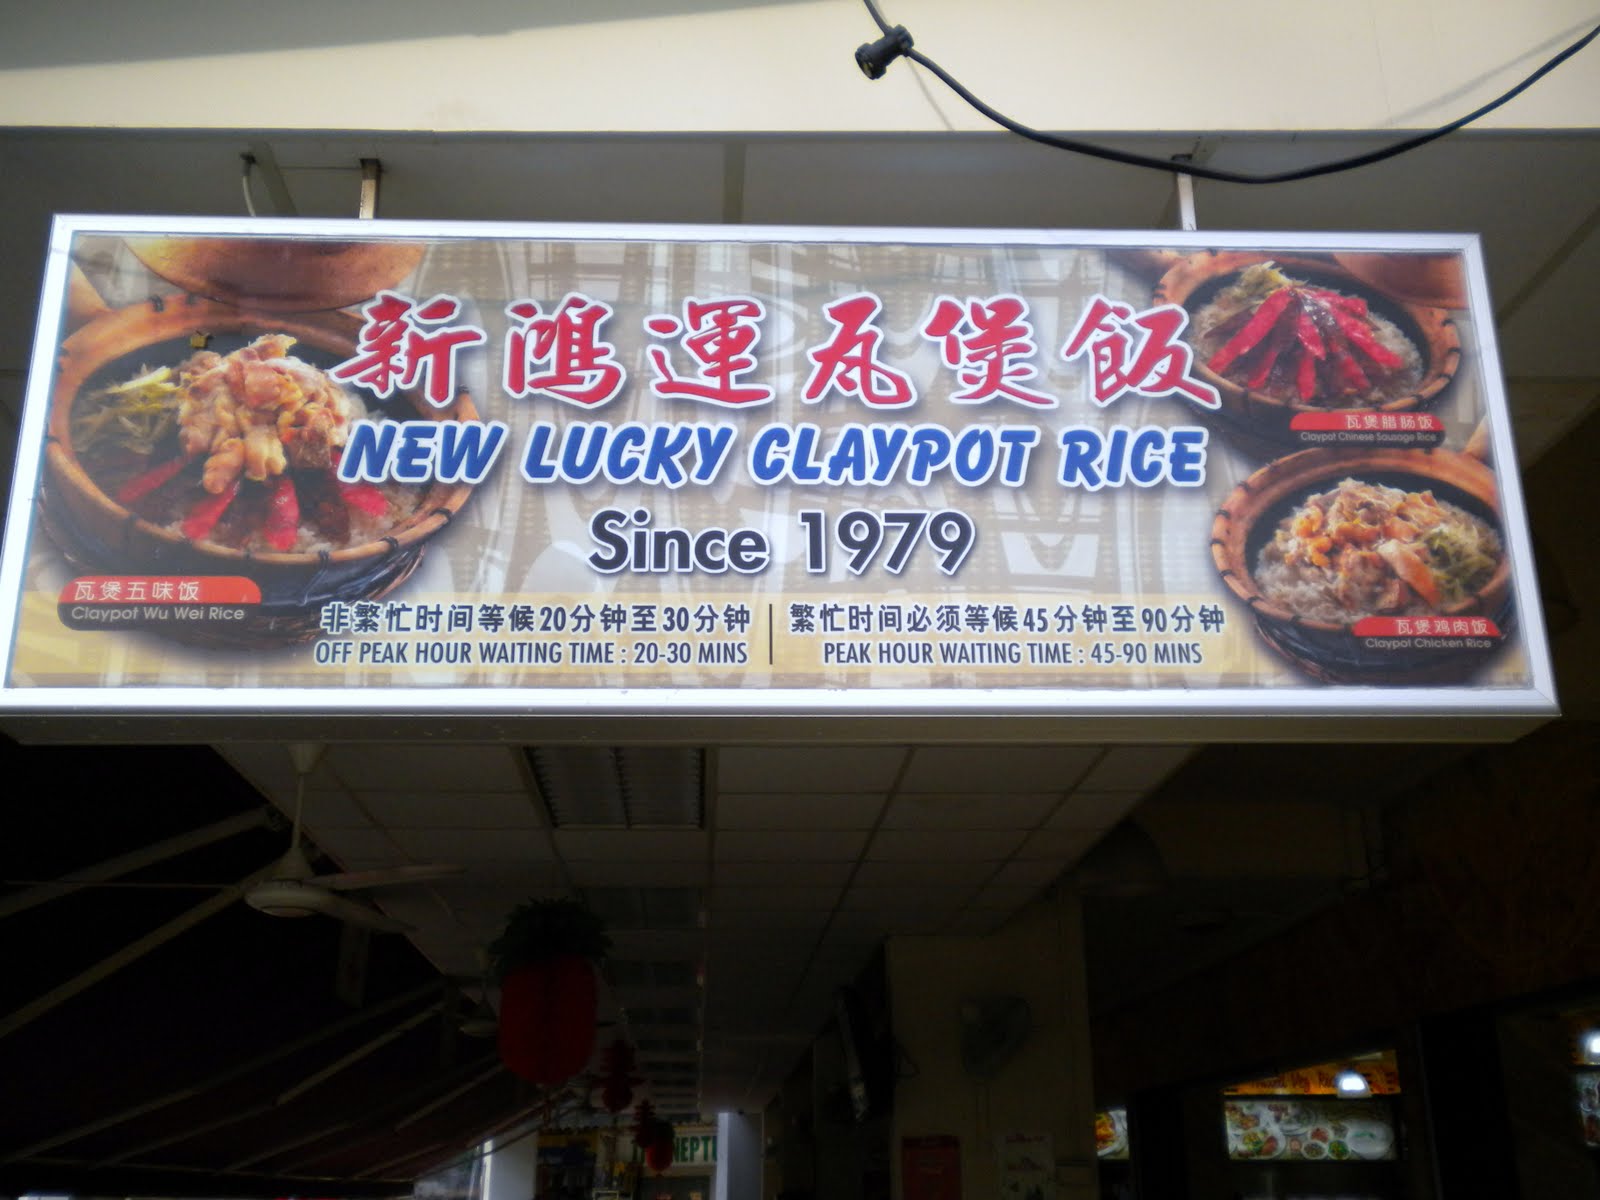 新鴻運瓦煲飯
NEW LUCKY CLAYPOT RICE
Since 1979
瓦煲五味饭
Claypot Wu Wei Rice
瓦煲腊肠饭
Claypot Chinese Sausage Rice
瓦煲鸡肉饭
Claypot Chicken Rice
非繁忙时间等候20分钟至30分钟
OFF PEAK HOUR WAITING TIME : 20-30 MINS
繁忙时间必须等候45分钟至90分钟
PEAK HOUR WAITING TIME : 45-90 MINS